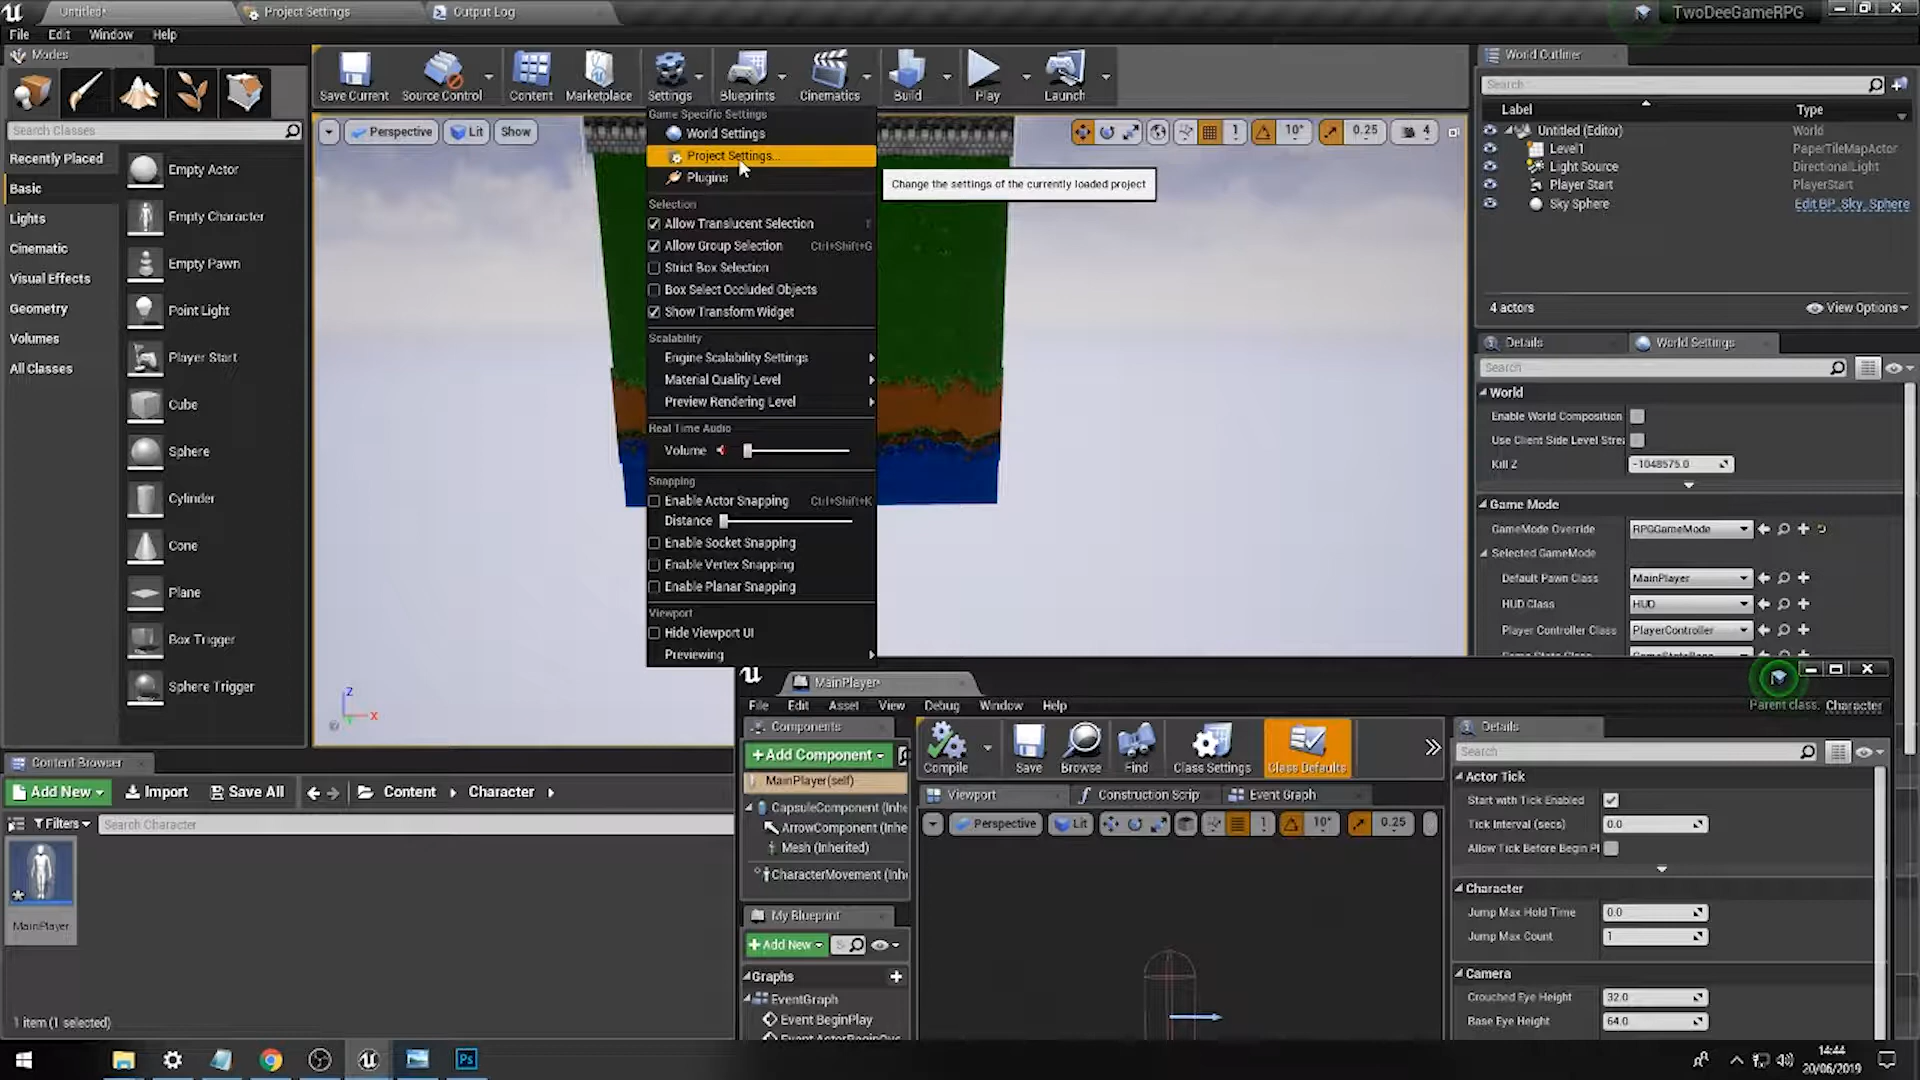 Untitled*
Project Settings
Output Log
TwoDeeGameRPG
File Edit Window Help
Modes
Search Classes
Recently Placed
Basic
Lights
Cinematic
Visual Effects
Geometry
Volumes
All Classes
Empty Actor
Empty Character
Empty Pawn
Point Light
Player Start
Cube
Sphere
Cylinder
Cone
Plane
Box Trigger
Sphere Trigger
Save Current
Source Control
Content
Marketplace
Settings
Blueprints
Cinematics
Build
Play
Launch
Perspective
Lit
Show
1
10°
0.25
4
Game Specific Settings
World Settings
Project Settings...
Plugins
Change the settings of the currently loaded project
Selection
Allow Translucent Selection T
Allow Group Selection Ctrl+Shift+G
Strict Box Selection
Box Select Occluded Objects
Show Transform Widget
Scalability
Engine Scalability Settings
Material Quality Level
Preview Rendering Level
Real Time Audio
Volume
Snapping
Enable Actor Snapping Ctrl+Shift+K
Distance
Enable Socket Snapping
Enable Vertex Snapping
Enable Planar Snapping
Viewport
Hide Viewport UI
Previewing
Z
X
World Outliner
Search
Label Type
Untitled (Editor) World
Level1 PaperTileMapActor
Light Source DirectionalLight
Player Start PlayerStart
Sky Sphere Edit BP_Sky_Sphere
4 actors View Options
Details
World Settings
Search
World
Enable World Composition
Use Client Side Level Strea
Kill Z -1048575.0
Game Mode
GameMode Override RPGGameMode
Selected GameMode
Default Pawn Class MainPlayer
HUD Class HUD
Player Controller Class PlayerController
Content Browser
Add New Import Save All Content Character
Filters Search Character
MainPlayer
1 item (1 selected)
MainPlayer
File Edit Asset View Debug Window Help
Parent class: Character
Components
+Add Component
MainPlayer(self)
CapsuleComponent (Inhe
ArrowComponent (Inhe
Mesh (Inherited)
CharacterMovement (Inh
My Blueprint
+Add New
Graphs
EventGraph
Event BeginPlay
Compile
Save
Browse
Find
Class Settings
Class Defaults
Viewport
Construction Scrip
Event Graph
Perspective
Lit
1
10°
0.25
Details
Search
Actor Tick
Start with Tick Enabled
Tick Interval (secs) 0.0
Allow Tick Before Begin Pl
Character
Jump Max Hold Time 0.0
Jump Max Count 1
Camera
Crouched Eye Height 32.0
Base Eye Height 64.0
Ps
14:44
20/06/2019